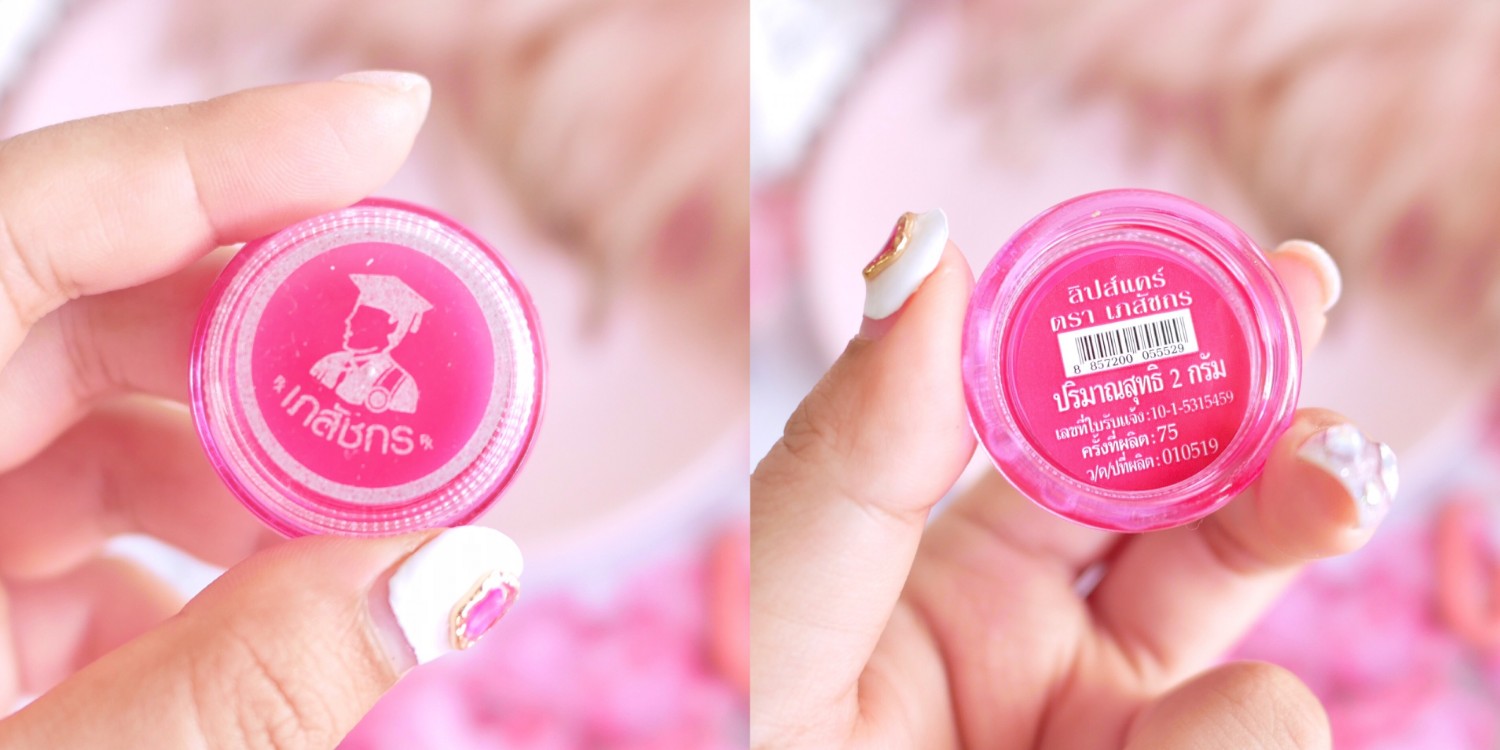 ℞ เภสัชกร ℞
ลิปส์แคร์
ตรา เภสัชกร
8 857200 055529
ปริมาณสุทธิ 2 กรัม
เลขที่ใบรับแจ้ง:10-1-5315459
ครั้งที่ผลิต:75
ว/ด/ปที่ผลิต:010519